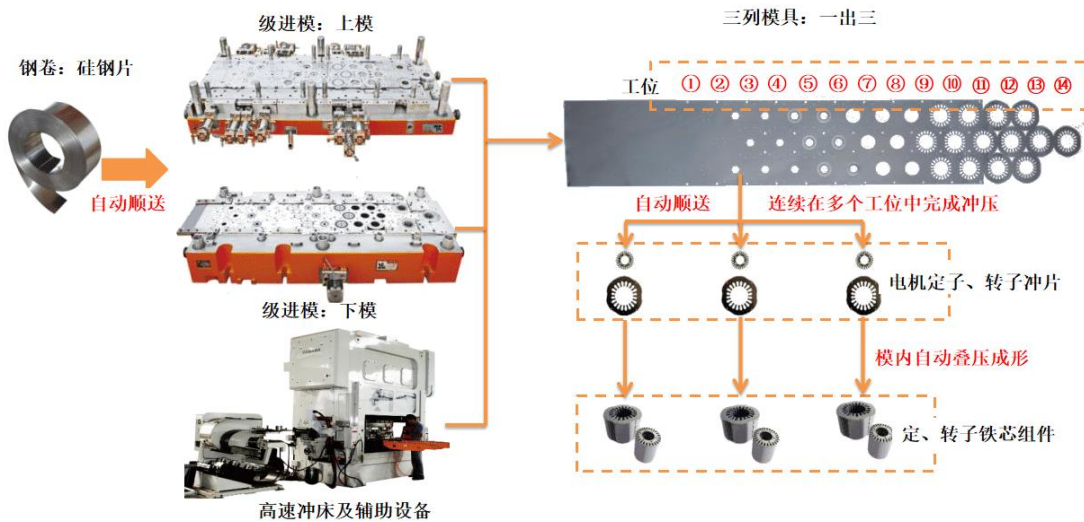 级进模：上模
三列模具：一出三
钢卷：硅钢片
工位 ① ② ③ ④ ⑤ ⑥ ⑦ ⑧ ⑨ ⑩ ⑪ ⑫ ⑬ ⑭
自动顺送
自动顺送
连续在多个工位中完成冲压
电机定子、转子冲片
级进模：下模
模内自动叠压成形
定、转子铁芯组件
高速冲床及辅助设备